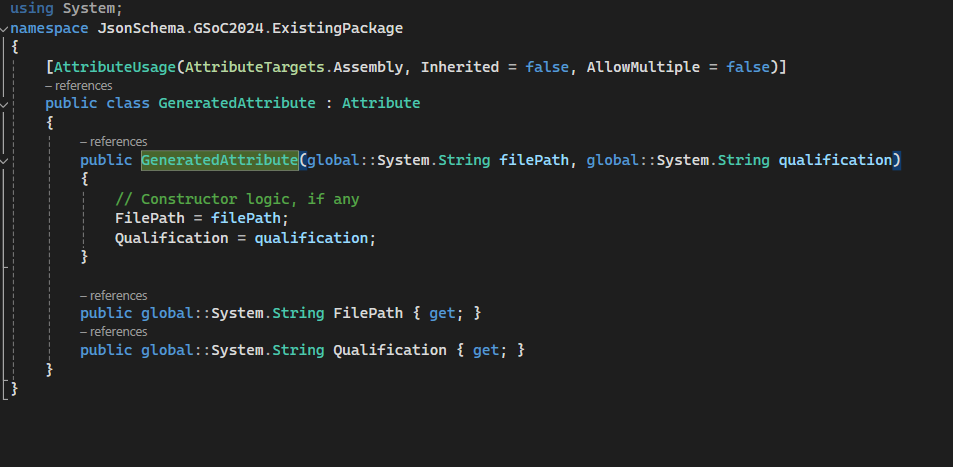 using System;
namespace JsonSchema.GSoC2024.ExistingPackage
{
[AttributeUsage(AttributeTargets.Assembly, Inherited = false, AllowMultiple = false)]
– references
public class GeneratedAttribute : Attribute
{
– references
public GeneratedAttribute(global::System.String filePath, global::System.String qualification)
{
// Constructor logic, if any
FilePath = filePath;
Qualification = qualification;
}
– references
public global::System.String FilePath { get; }
– references
public global::System.String Qualification { get; }
}
}